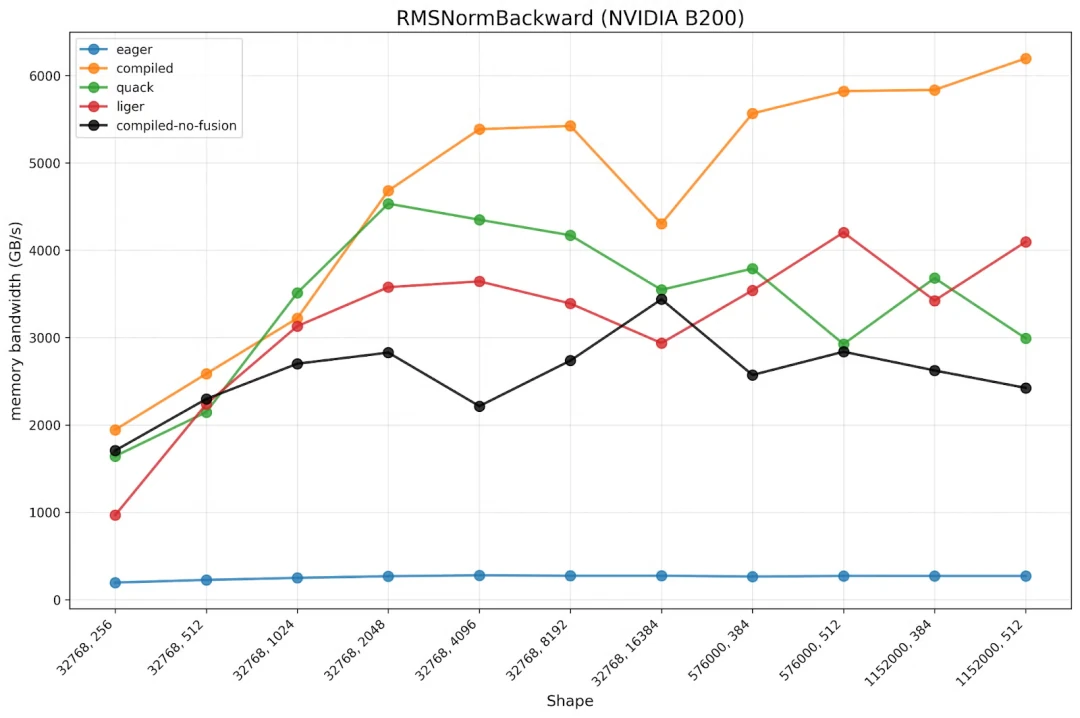 RMSNormBackward (NVIDIA B200)
eager
compiled
quack
liger
compiled-no-fusion
memory bandwidth (GB/s)
6000
5000
4000
3000
2000
1000
0
32768, 256
32768, 512
32768, 1024
32768, 2048
32768, 4096
32768, 8192
32768, 16384
576000, 384
576000, 512
1152000, 384
1152000, 512
Shape